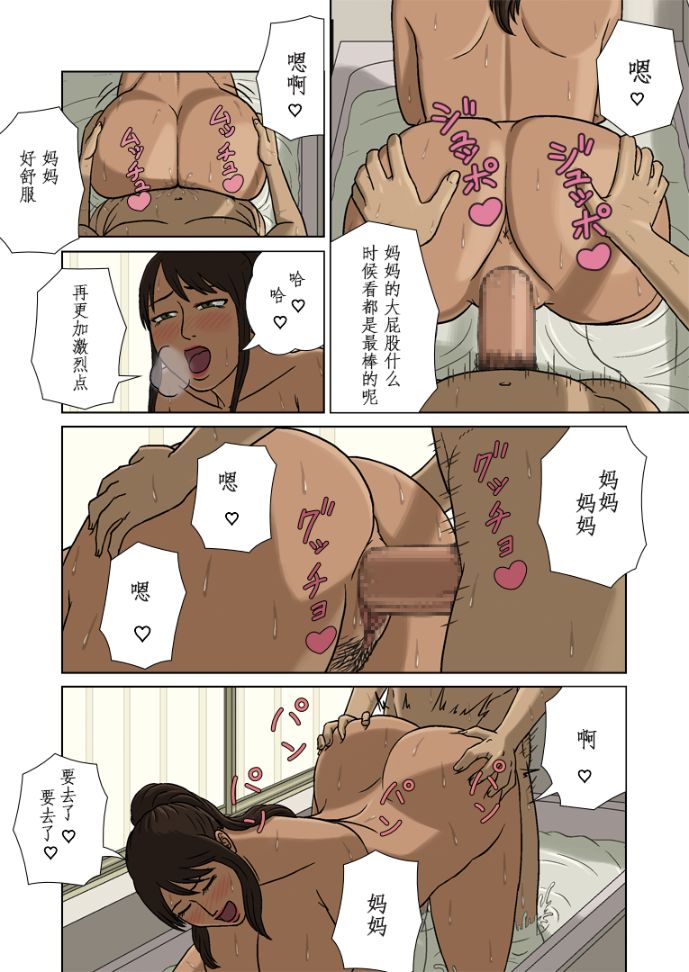 嗯
♡
ジュッポ
ジュッポ
妈妈的大屁股什么
时候看都是最棒的呢
嗯啊
♡
ムッチュ
ムッチュ
妈妈
好舒服
哈♡
哈♡
再更加激烈点
妈妈
妈妈
グッチョ
嗯
♡
グッチョ
嗯
♡
啊
♡
パン
パン
パン
パン
妈妈
要去了♡
要去了♡